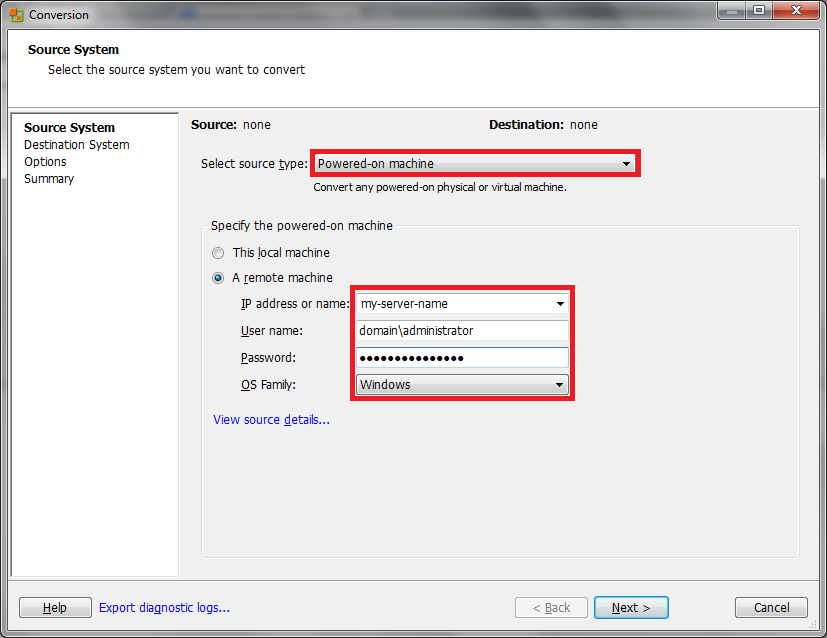 Conversion
Source System
Select the source system you want to convert
Source System
Destination System
Options
Summary
Source: none
Destination: none
Select source type: Powered-on machine
Convert any powered-on physical or virtual machine.
Specify the powered-on machine
This local machine
A remote machine
IP address or name: my-server-name
User name: domain\administrator
Password: ●●●●●●●●●●●●●●●
OS Family: Windows
View source details...
Help
Export diagnostic logs...
< Back
Next >
Cancel